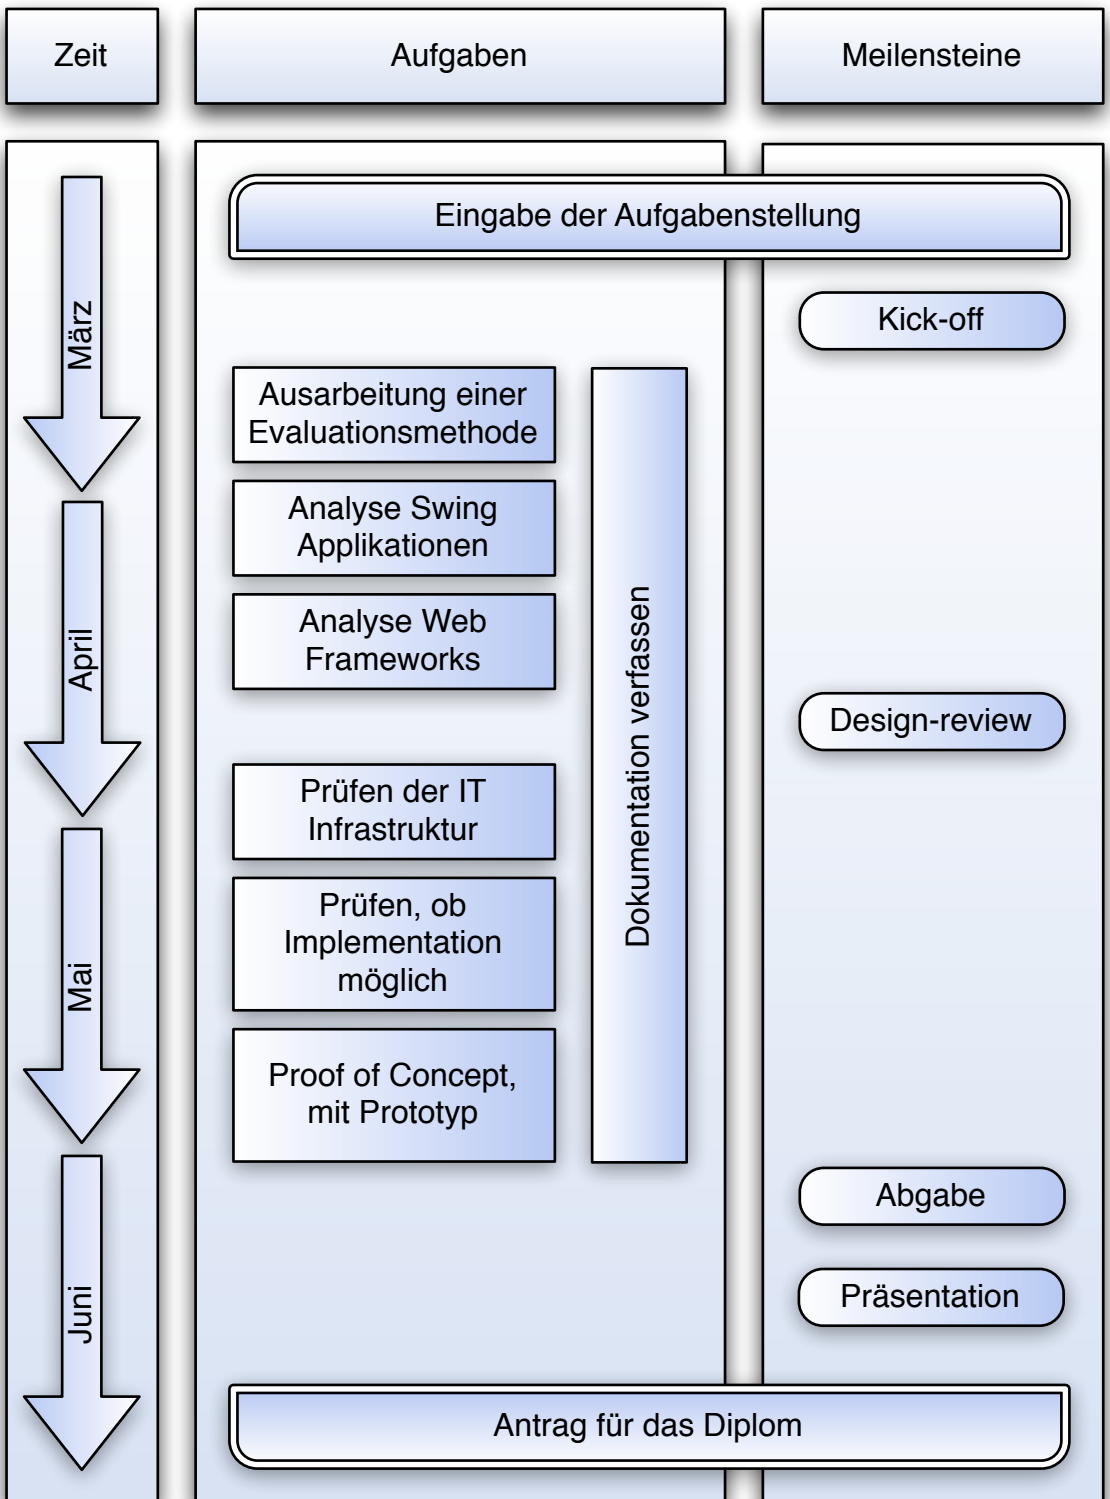 Zeit
Aufgaben
Meilensteine
Eingabe der Aufgabenstellung
Kick-off
März
Ausarbeitung einer
Evaluationsmethode
Analyse Swing
Applikationen
Analyse Web
Frameworks
April
Dokumentation verfassen
Design-review
Prüfen der IT
Infrastruktur
Prüfen, ob
Implementation
möglich
Mai
Proof of Concept,
mit Prototyp
Abgabe
Präsentation
Juni
Antrag für das Diplom